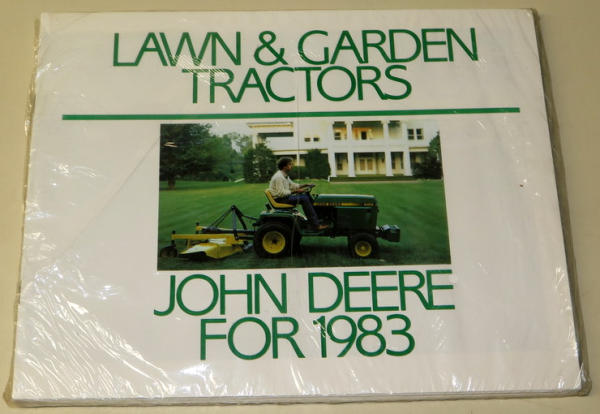 LAWN & GARDEN
TRACTORS
JOHN DEERE
FOR 1983